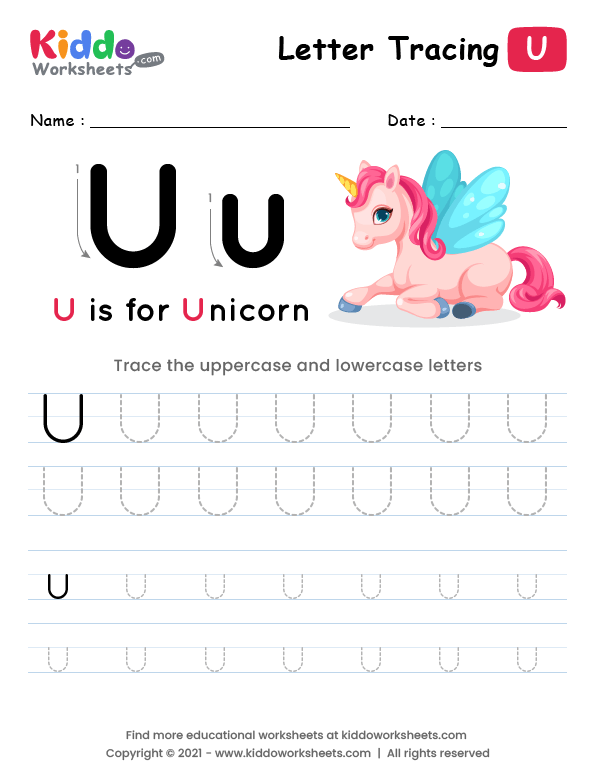 Kiddo
Worksheets.com
Letter Tracing U
Name : Date :
1 1
U u
U is for Unicorn
Trace the uppercase and lowercase letters
U U U U U U U
U U U U U U U
u u u u u u u
u u u u u u u
Find more educational worksheets at kiddoworksheets.com
Copyright © 2021 - www.kiddoworksheets.com | All rights reserved